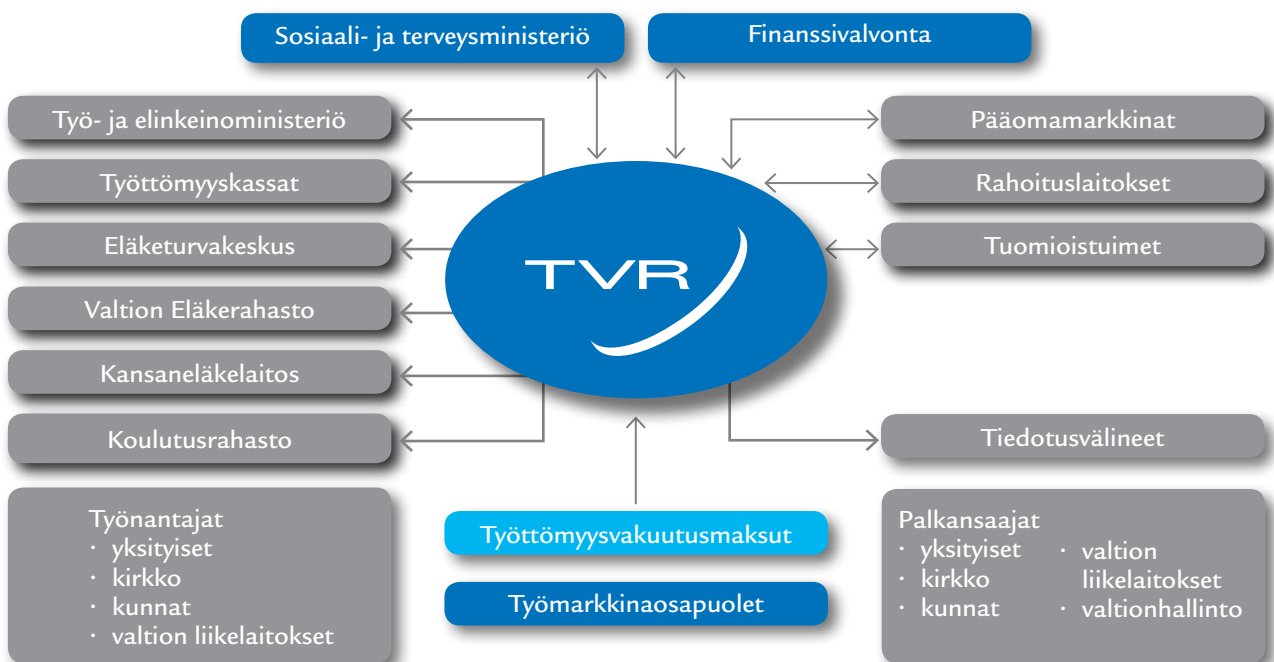 Sosiaali- ja terveysministeriö
Finanssivalvonta
Työ- ja elinkeinoministeriö
Työttömyyskassat
Eläketurvakeskus
Valtion Eläkerahasto
Kansaneläkelaitos
Koulutusrahasto
Työnantajat
· yksityiset
· kirkko
· kunnat
· valtion liikelaitokset
TVR
Työttömyysvakuutusmaksut
Työmarkkinaosapuolet
Pääomamarkkinat
Rahoituslaitokset
Tuomioistuimet
Tiedotusvälineet
Palkansaajat
· yksityiset
· kirkko
· kunnat
· valtion
liikelaitokset
· valtionhallinto